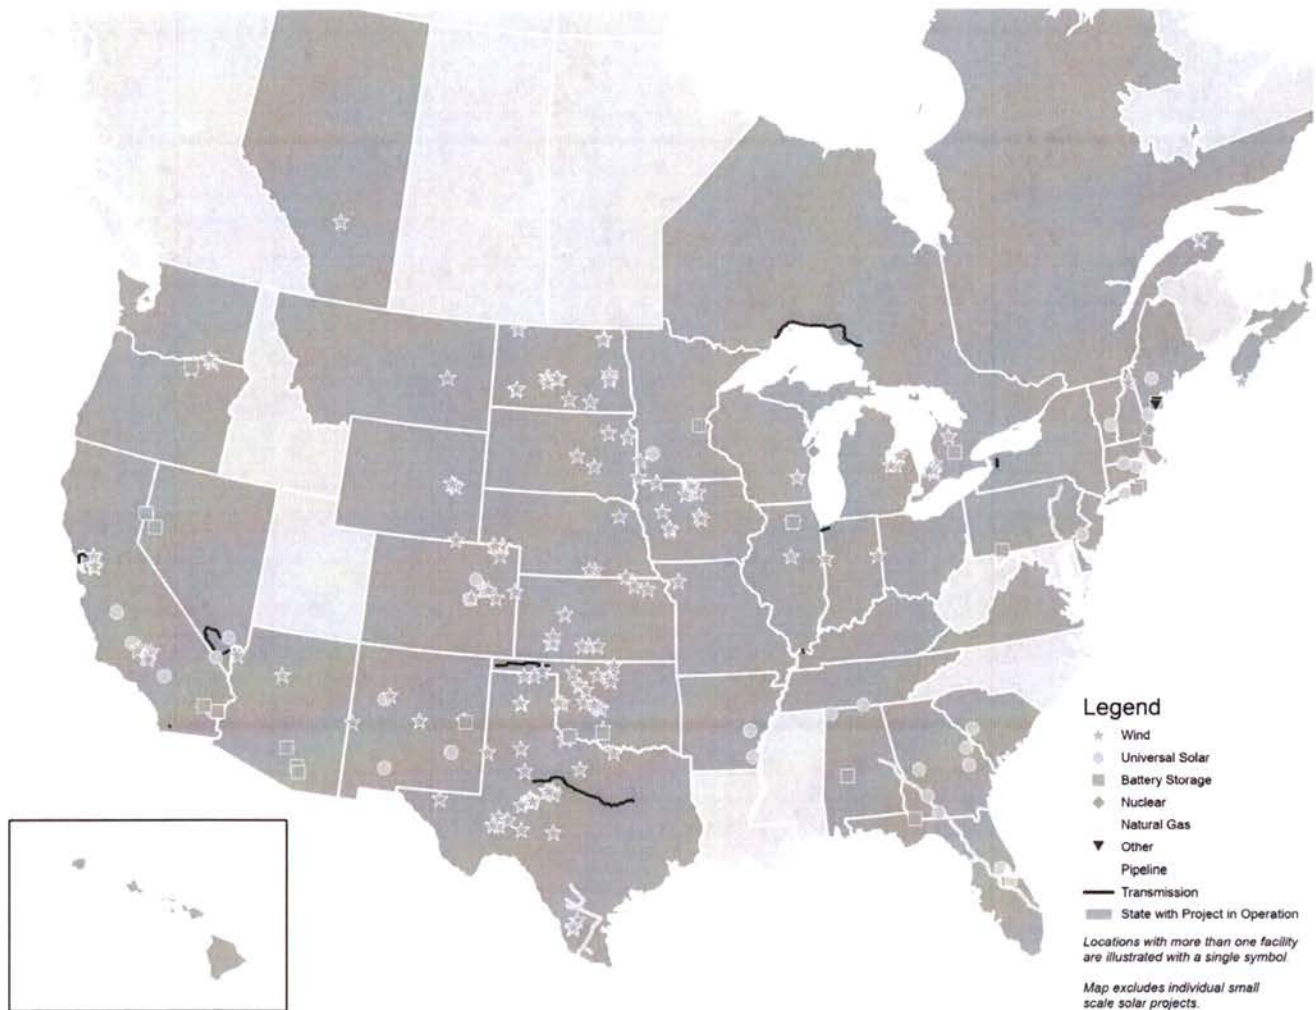 Legend
Wind
Universal Solar
Battery Storage
Nuclear
Natural Gas
Other
Pipeline
Transmission
State with Project in Operation
Locations with more than one facility
are illustrated with a single symbol
Map excludes individual small
scale solar projects.